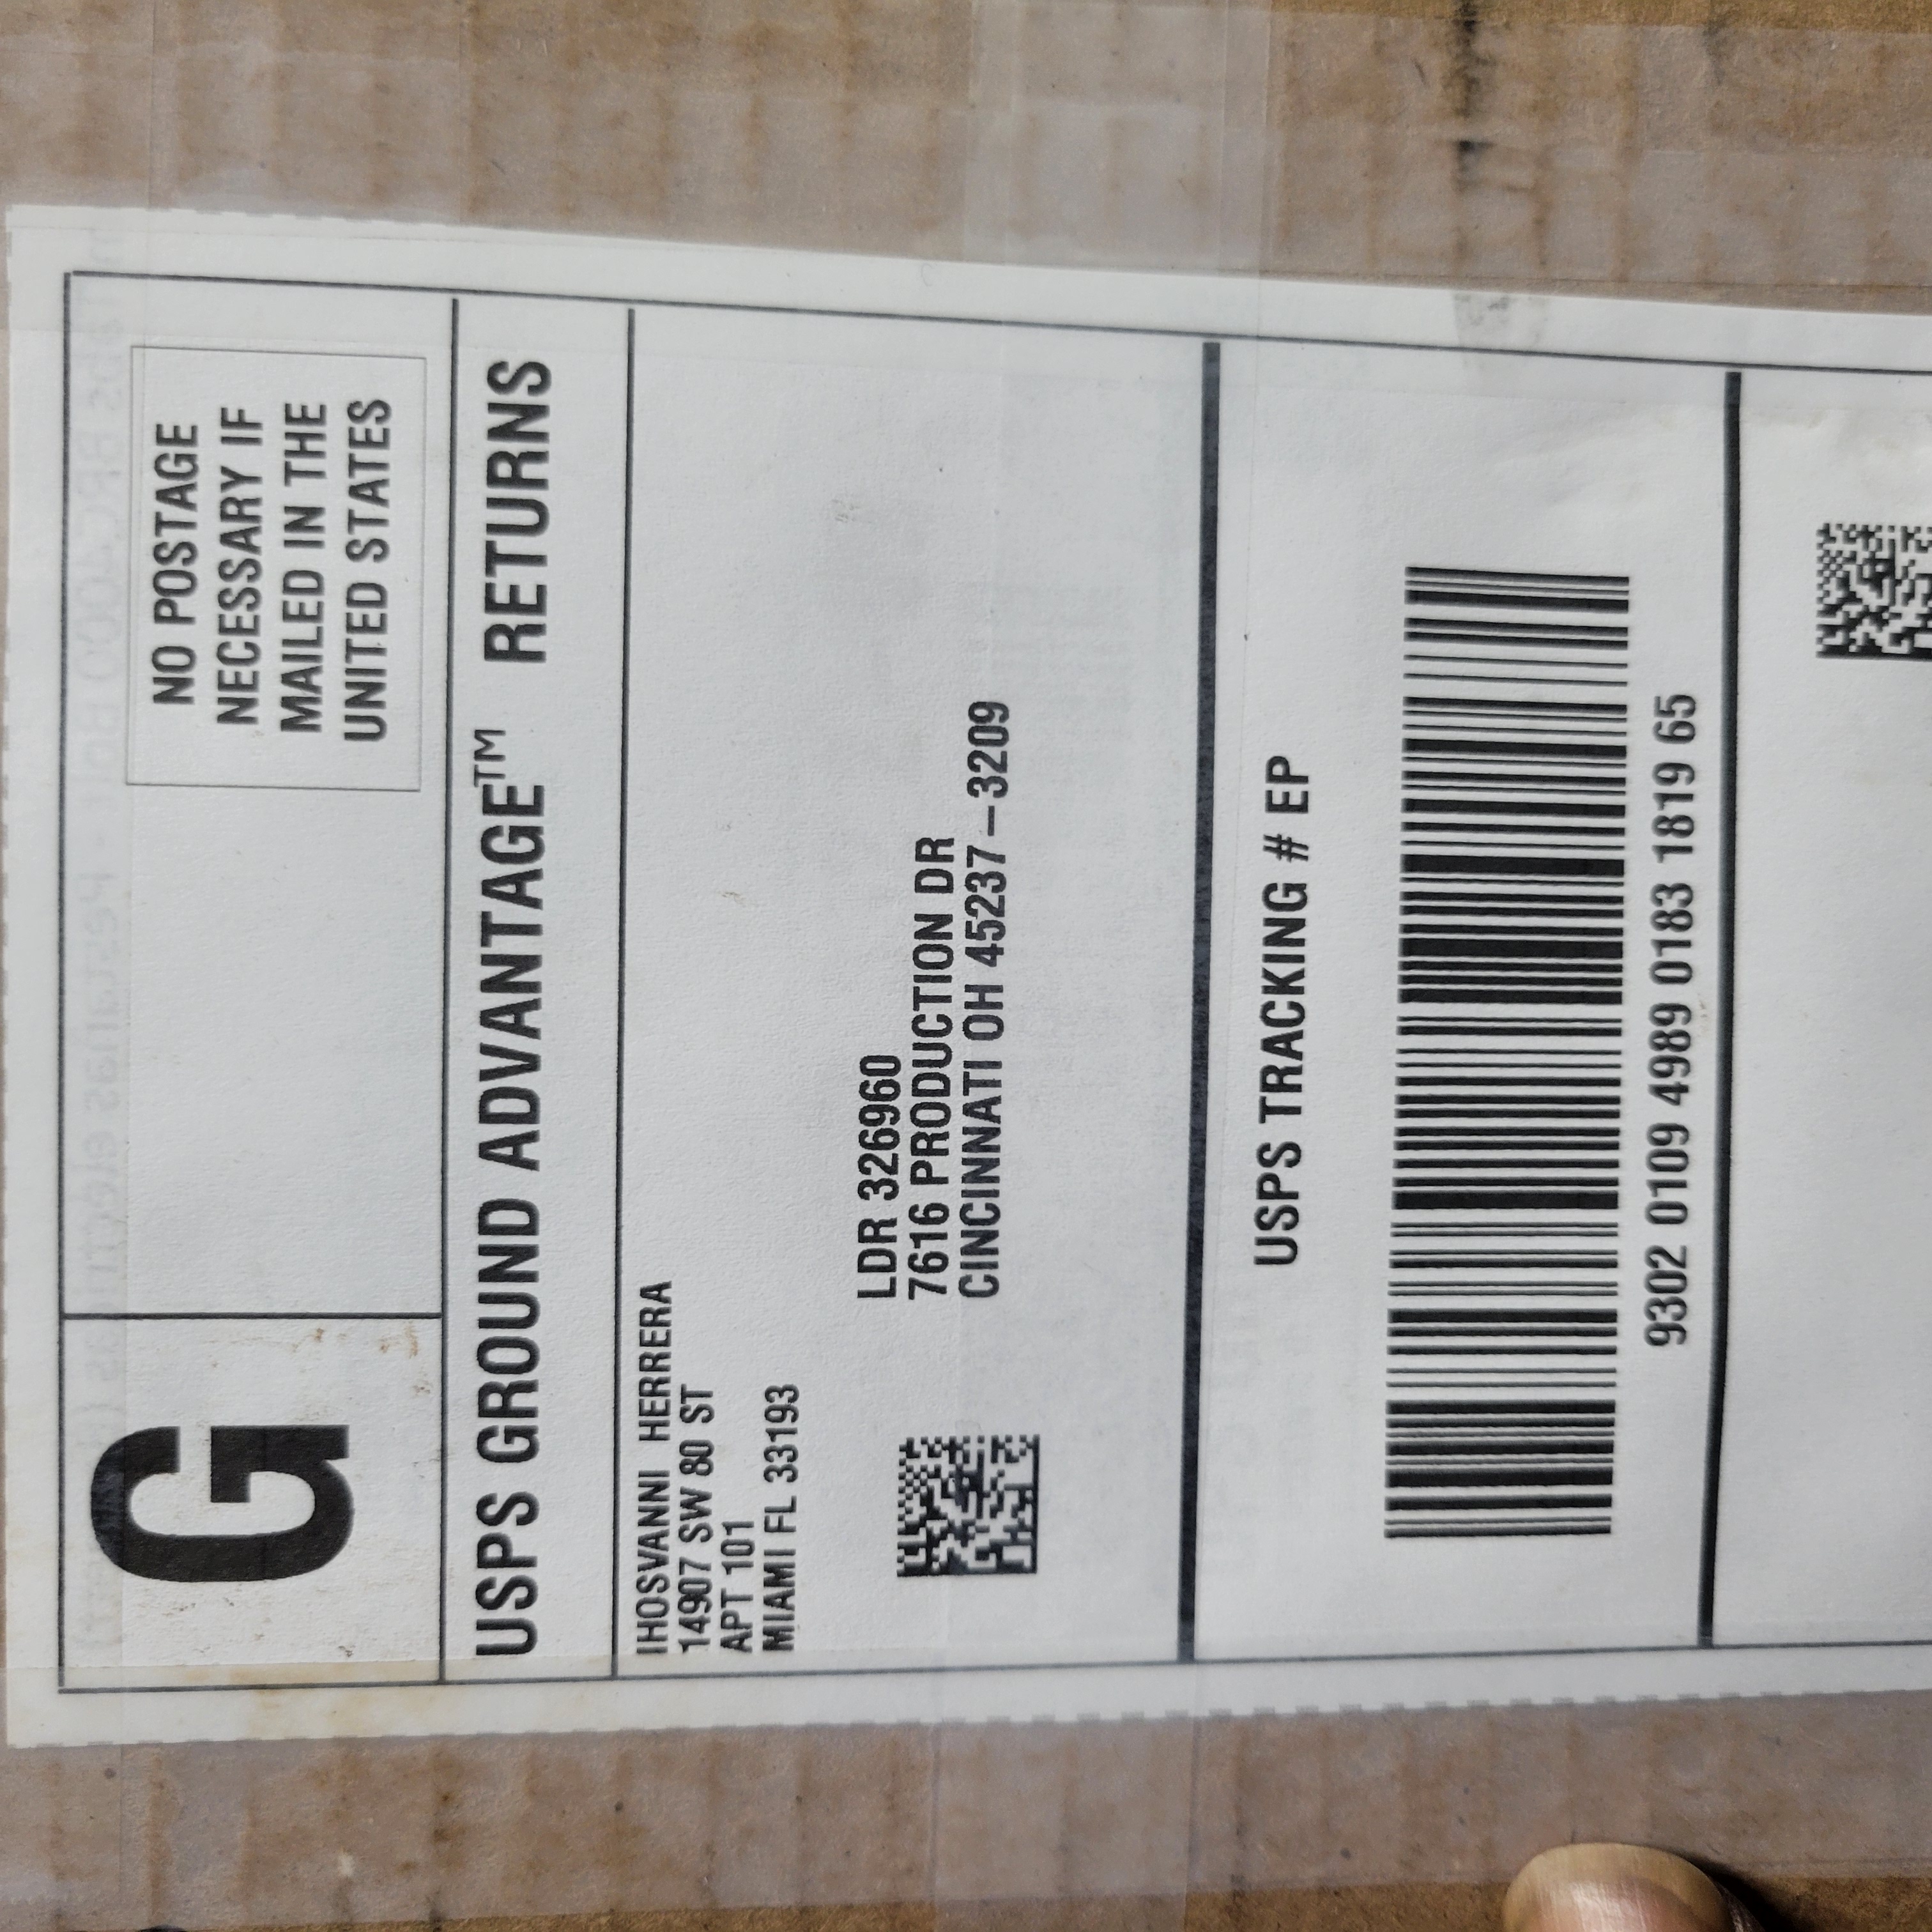 G
NO POSTAGE
NECESSARY IF
MAILED IN THE
UNITED STATES
USPS GROUND ADVANTAGE™ RETURNS
IHOSVANNI HERRERA
14907 SW 80 ST
APT 101
MIAMI FL 33193
LDR 326960
7616 PRODUCTION DR
CINCINNATI OH 45237-3209
USPS TRACKING # EP
9302 0109 4989 0183 1819 65